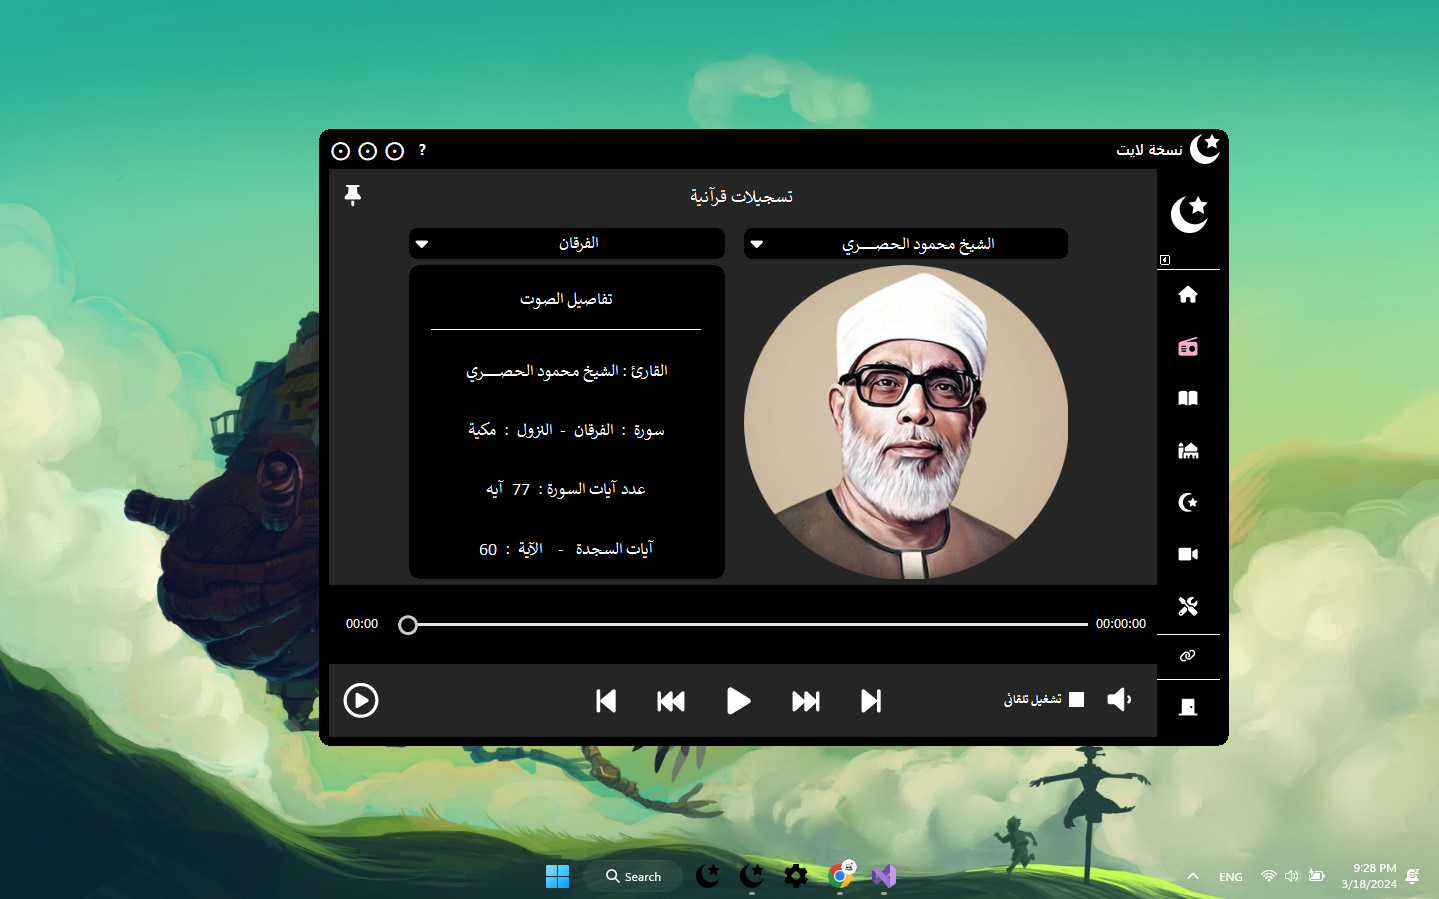 نسخة لايت
?
تسجيلات قرآنية
الشيخ محمود الحصـــري
الفرقان
تفاصيل الصوت
القارئ : الشيخ محمود الحصـــري
سورة : الفرقان - النزول : مكية
عدد آيات السورة : 77 آيه
آيات السجدة - الآية : 60
00:00
00:00:00
تشغيل تلقائي
Search
ENG
9:28 PM
3/18/2024